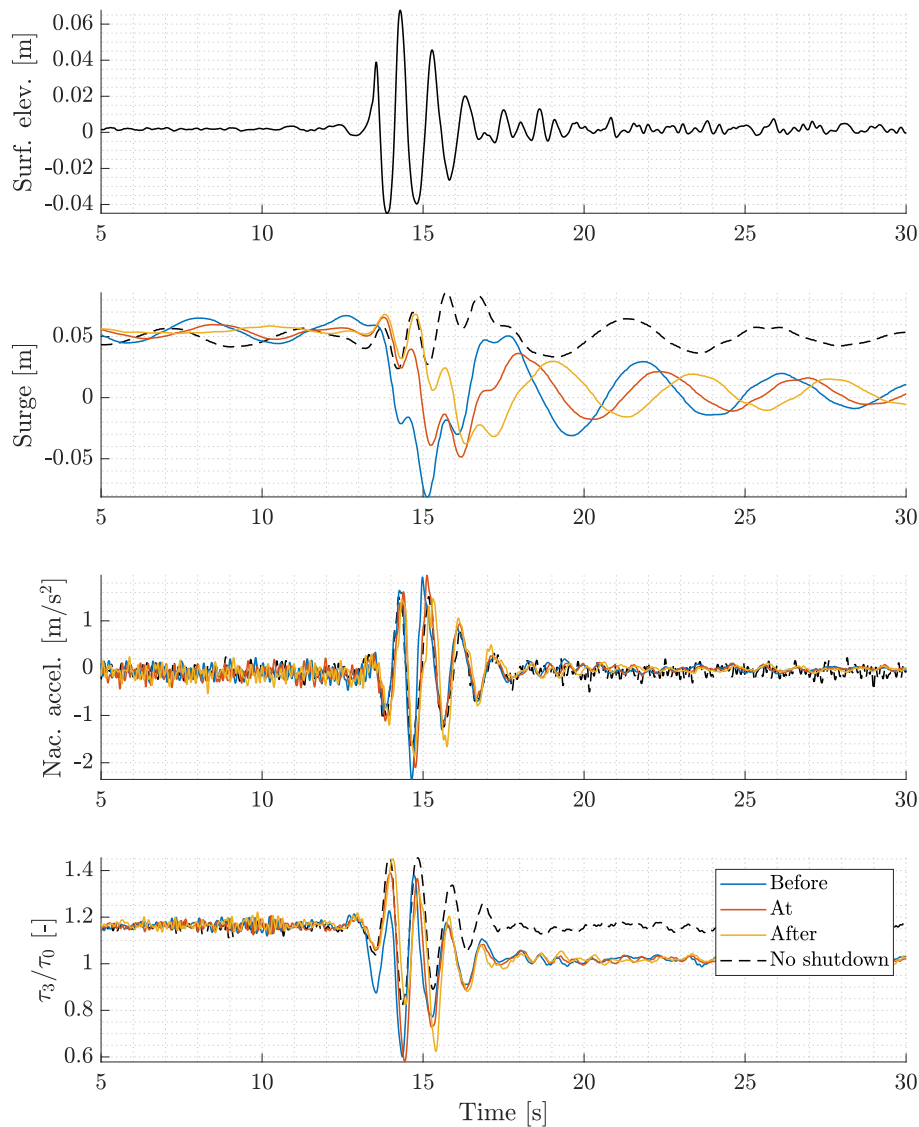 Surf. elev. [m]
0.06
0.04
0.02
0
-0.02
-0.04
5 10 15 20 25 30
Surge [m]
0.05
0
-0.05
5 10 15 20 25 30
Nac. accel. [m/s²]
1
0
-1
-2
5 10 15 20 25 30
τ₃/τ₀ [-]
1.4
1.2
1
0.8
0.6
Before
At
After
No shutdown
5 10 15 20 25 30
Time [s]